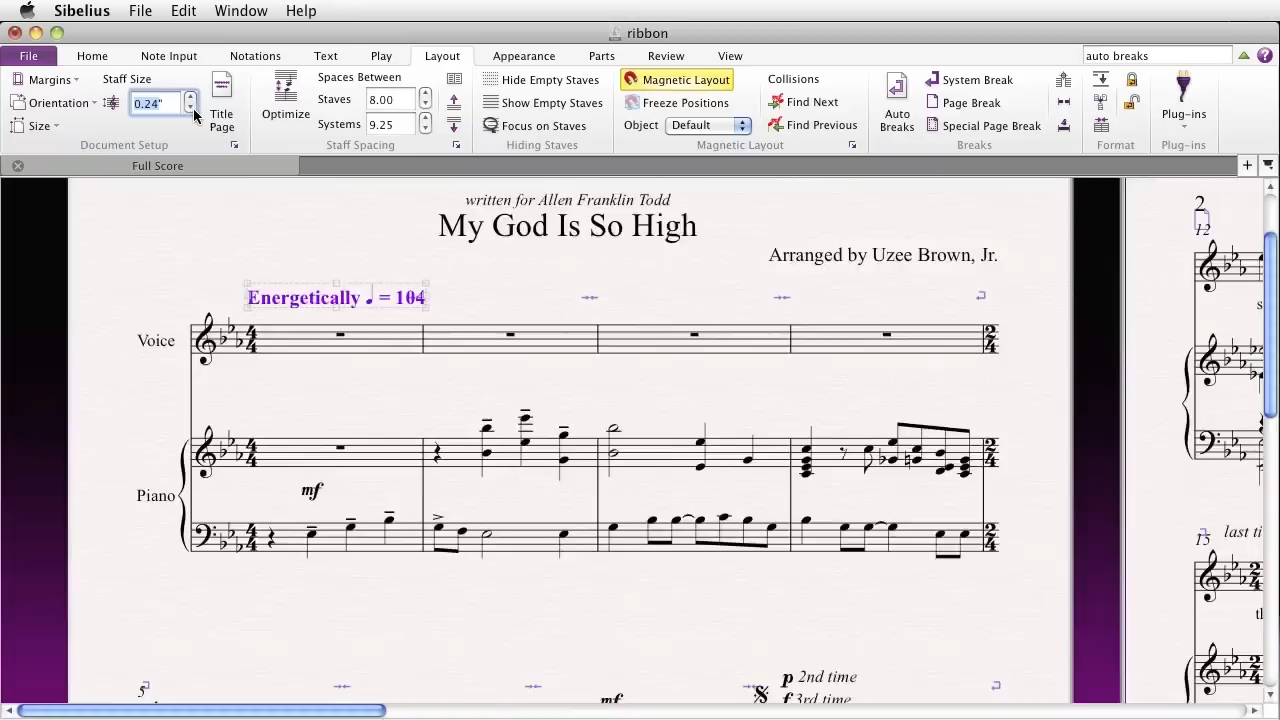 Sibelius File Edit Window Help
ribbon
File Home Note Input Notations Text Play Layout Appearance Parts Review View auto breaks
Margins Staff Size
Orientation 0.24"
Size
Title Page
Document Setup
Optimize
Spaces Between
Staves 8.00
Systems 9.25
Staff Spacing
Hide Empty Staves
Show Empty Staves
Focus on Staves
Hiding Staves
Magnetic Layout
Freeze Positions
Object Default
Collisions
Find Next
Find Previous
Magnetic Layout
Auto Breaks
System Break
Page Break
Special Page Break
Breaks
Format
Plug-ins
Plug-ins
Full Score
written for Allen Franklin Todd
My God Is So High
Arranged by Uzee Brown, Jr.
Energetically ♩ = 104
Voice
4 4
2 4
Piano
mf
5
mf
p 2nd time
f 3rd time
2
12
15
last ti